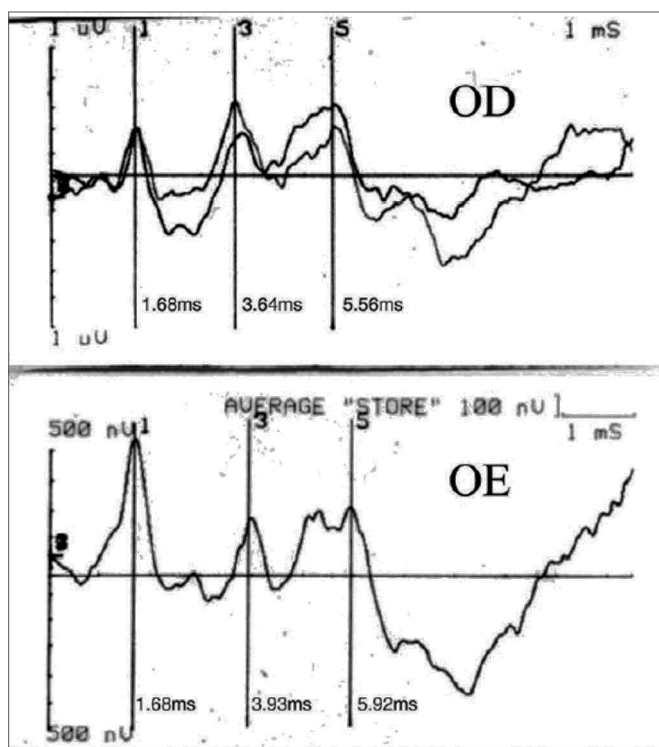 1 uV 1 3 5 1 mS
OD
1.68ms 3.64ms 5.56ms
1 uV
AVERAGE "STORE" 100 nV]
500 nV 1 3 5 1 mS
OE
1.68ms 3.93ms 5.92ms
500 nV